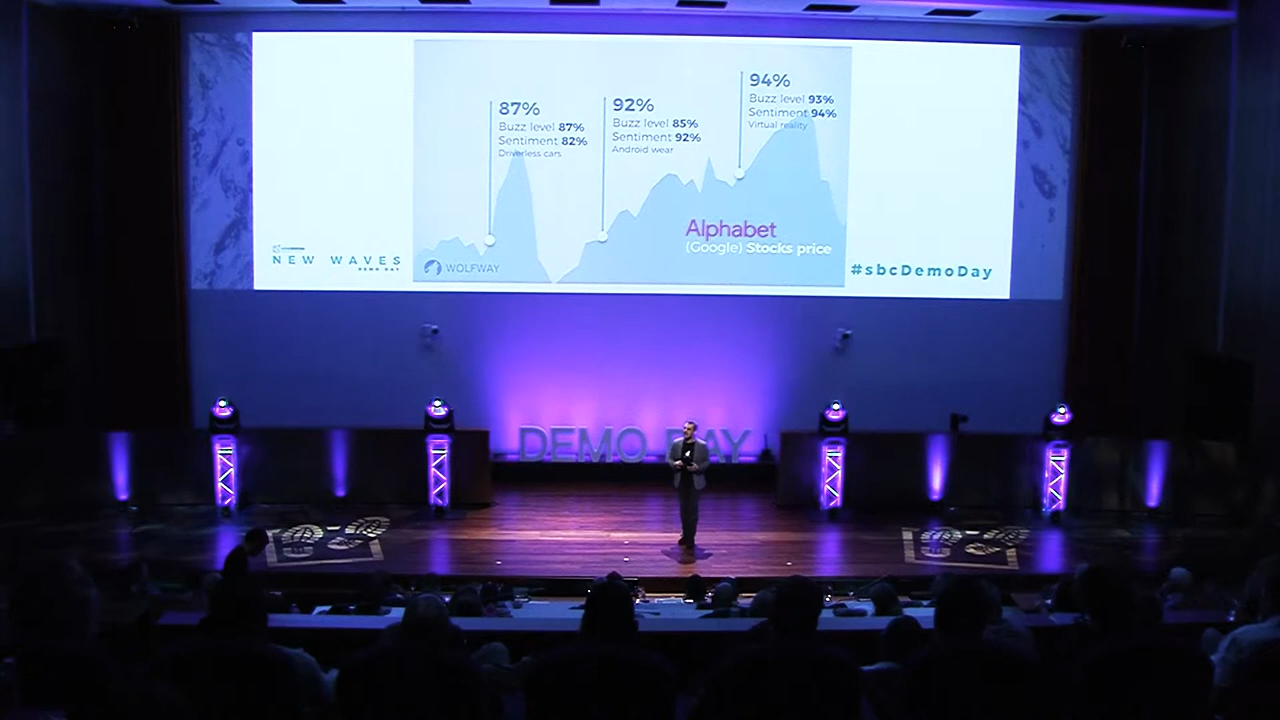 87%
Buzz level 87%
Sentiment 82%
Driverless cars
92%
Buzz level 85%
Sentiment 92%
Android wear
94%
Buzz level 93%
Sentiment 94%
Virtual reality
Alphabet
(Google) Stocks price
WOLFWAY
NEW WAVES
DEMO DAY
#sbcDemoDay
DEMO DAY